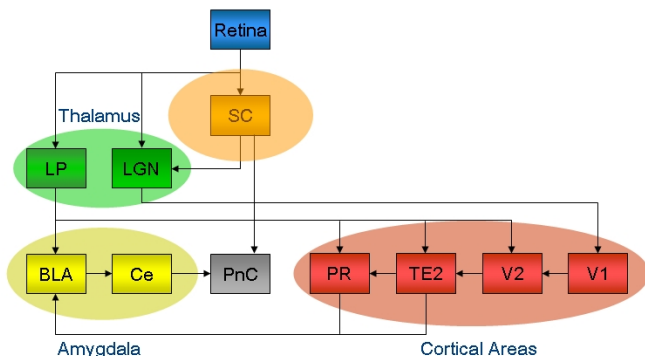 Retina
Thalamus
SC
LP
LGN
BLA
Ce
PnC
PR
TE2
V2
V1
Amygdala
Cortical Areas